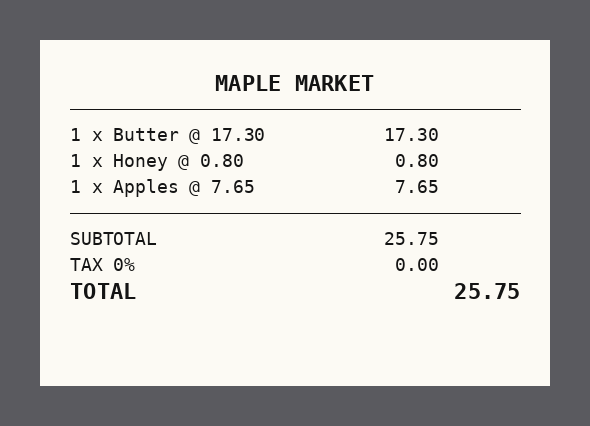 MAPLE MARKET
1 x Butter @ 17.30 17.30
1 x Honey @ 0.80 0.80
1 x Apples @ 7.65 7.65
SUBTOTAL 25.75
TAX 0% 0.00
TOTAL 25.75